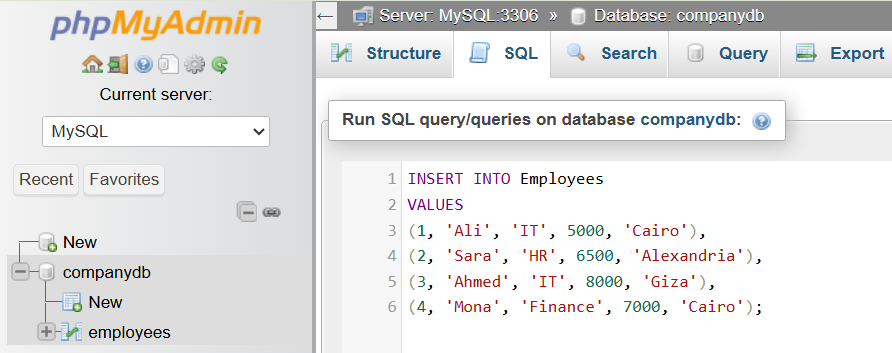 phpMyAdmin
Current server:
MySQL
Recent Favorites
New
companydb
New
employees
Server: MySQL:3306 » Database: companydb
Structure SQL Search Query Export
Run SQL query/queries on database companydb:
1 INSERT INTO Employees
2 VALUES
3 (1, 'Ali', 'IT', 5000, 'Cairo'),
4 (2, 'Sara', 'HR', 6500, 'Alexandria'),
5 (3, 'Ahmed', 'IT', 8000, 'Giza'),
6 (4, 'Mona', 'Finance', 7000, 'Cairo');